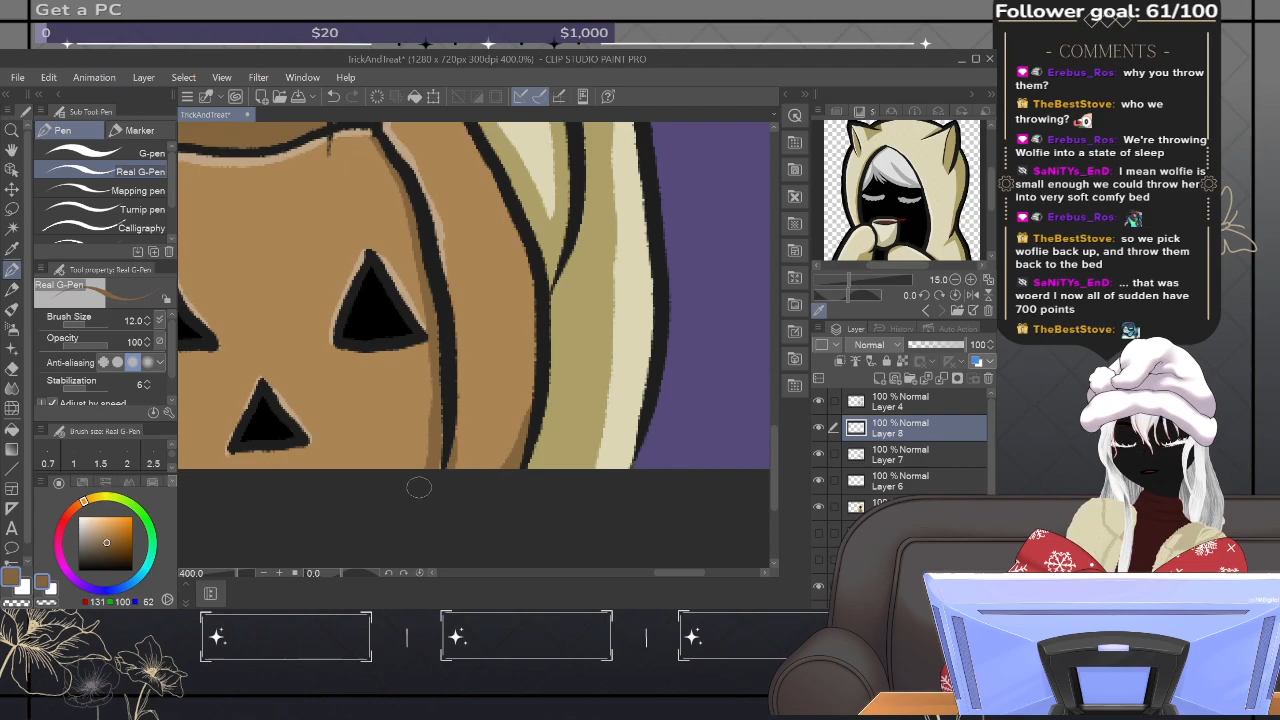 Get a PC
0 $20 $1,000
Follower goal: 61/100
- COMMENTS -
Erebus_Ros: why you throw
them?
TheBestStove: who we
throwing?
Erebus_Ros: We're throwing
Wolfie into a state of sleep
SaNiTYs_EnD: I mean wolfie is
small enough we could throw her
into very soft comfy bed
Erebus_Ros:
TheBestStove: so we pick
woflie back up, and throw them
back to the bed
SaNiTYs_EnD: ... that was
woerd I now all of sudden have
700 points
TheBestStove:
TrickAndTreat* (1280 x 720px 300dpi 400.0%) - CLIP STUDIO PAINT PRO
File Edit Animation Layer Select View Filter Window Help
Sub Tool Pen
TrickAndTreat*
Pen Marker
G-pen
Real G-Pen
Mapping pen
Turnip pen
Calligraphy
Tool property: Real G-Pen
Real G-Pen
Brush Size 12.0
Opacity 100
Anti-aliasing
Stabilization 6
Adjust by speed
Brush size: Real G-Pen
0.7 1 1.5 2 2.5
131 100 62
400.0 0.0
15.0
0.0
Layer History Auto Action
Normal 100
100 % Normal
Layer 4
100 % Normal
Layer 8
100 % Normal
Layer 7
100 % Normal
Layer 6